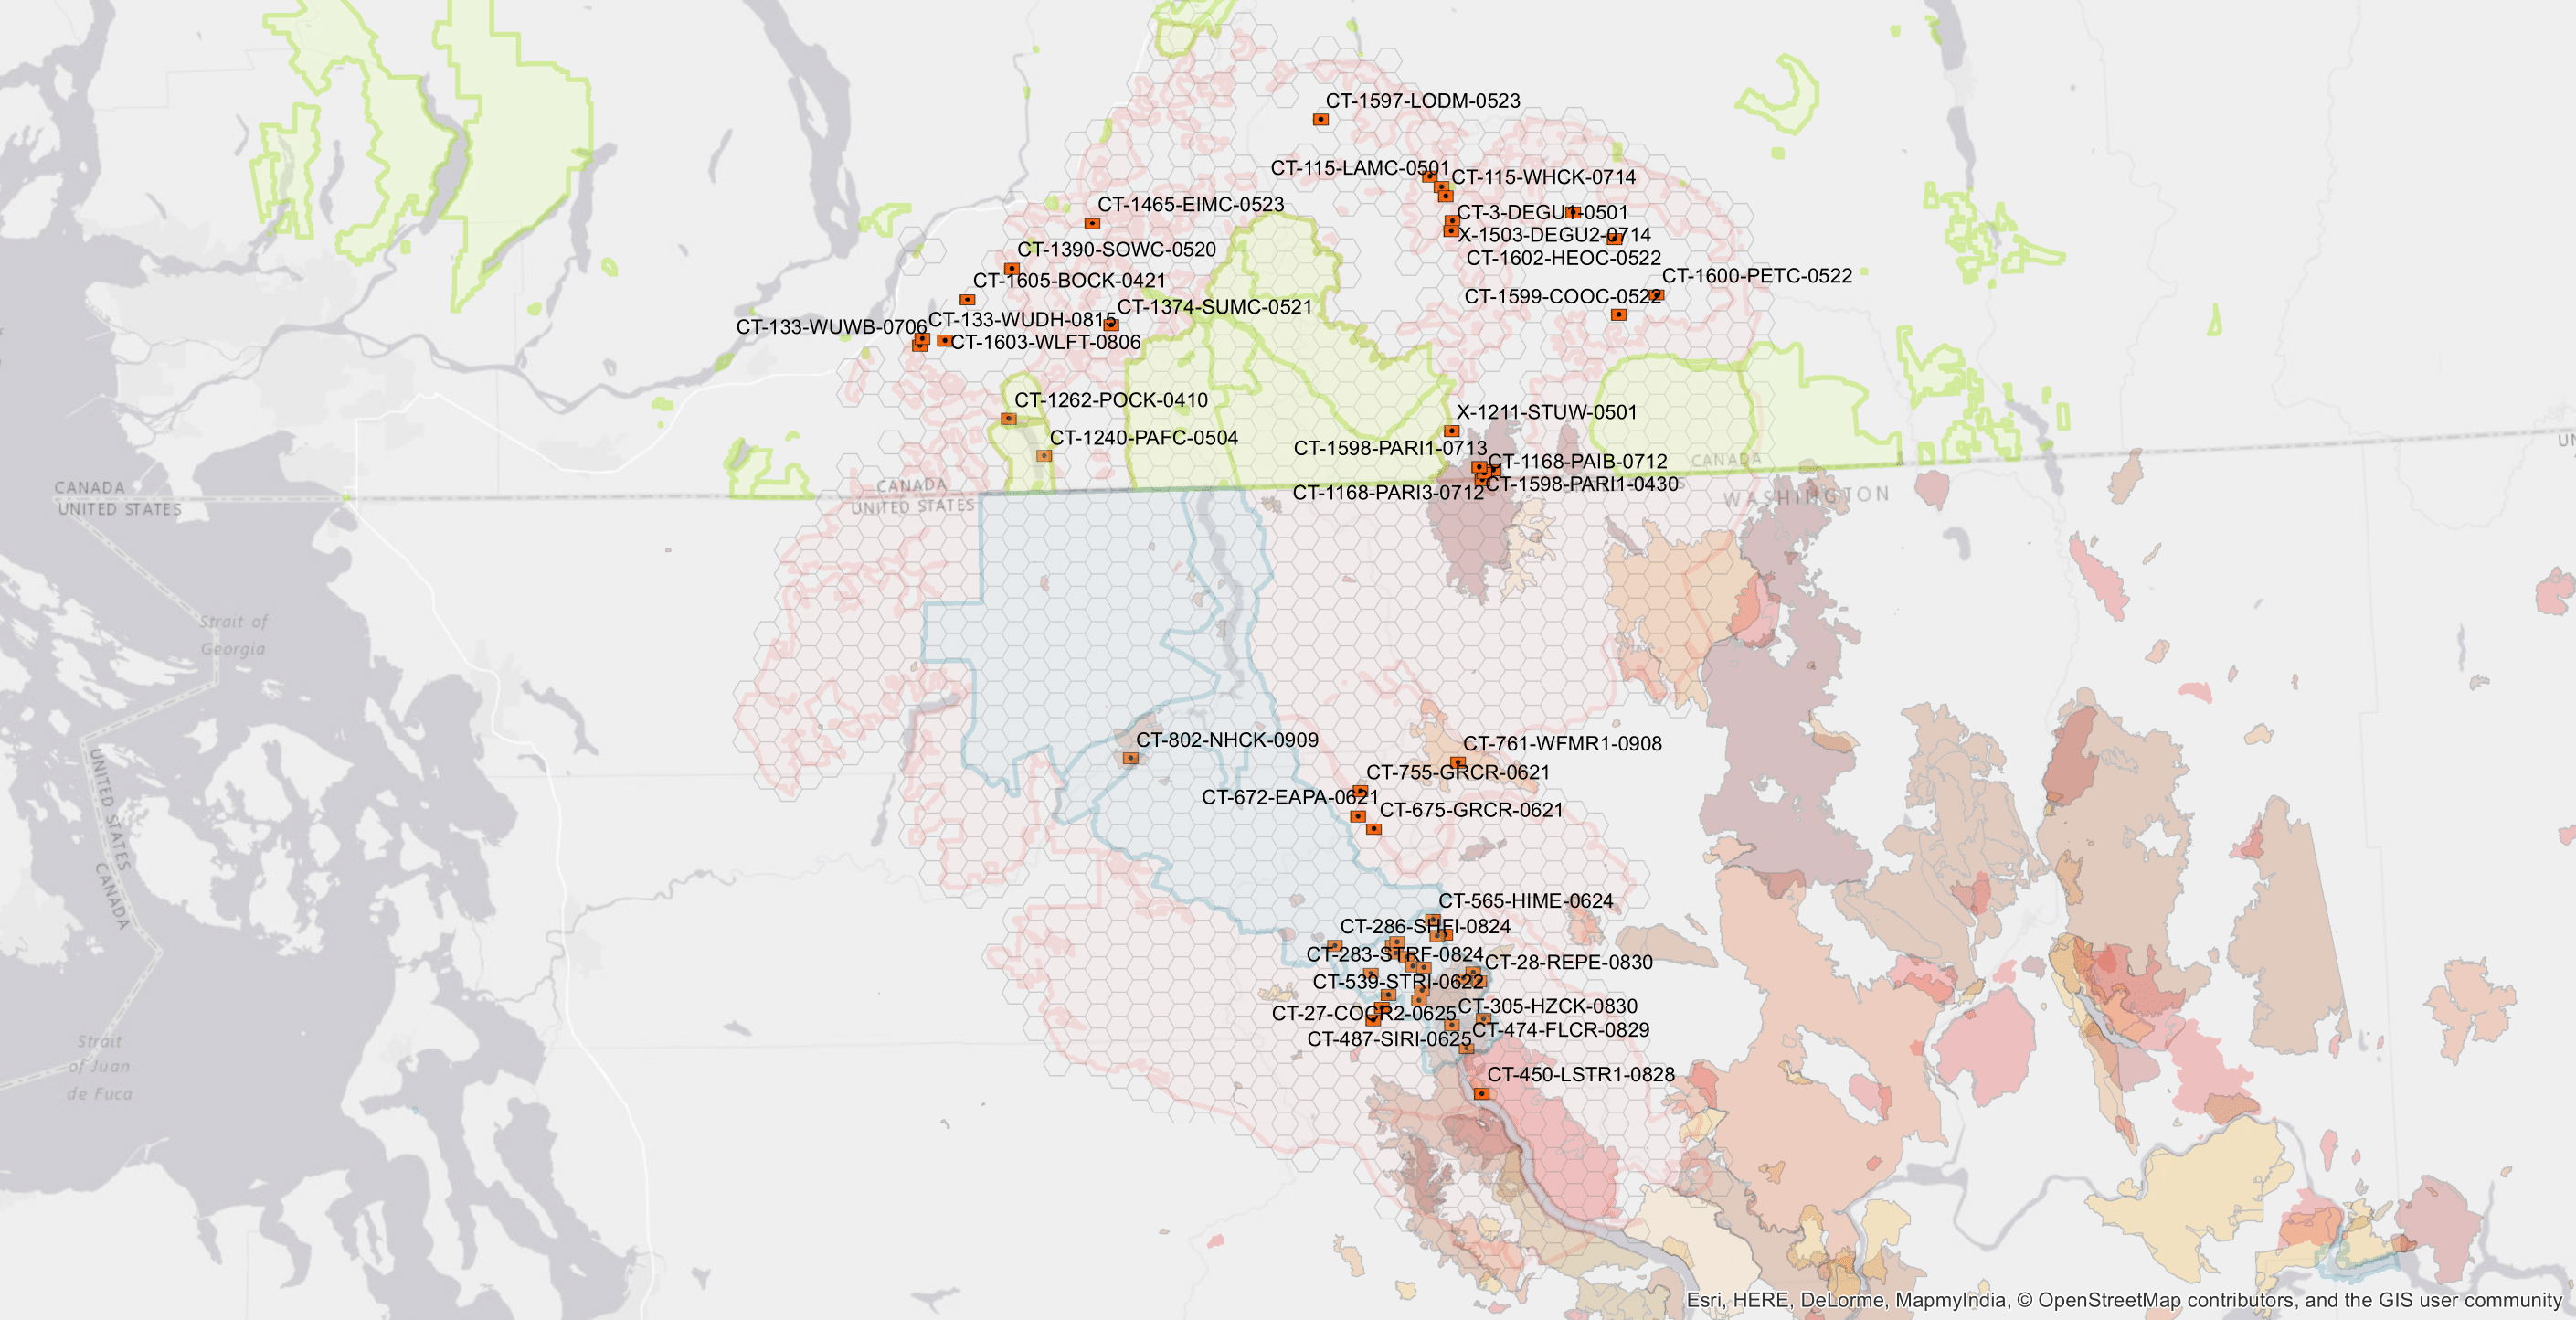 CT-1597-LODM-0523
CT-115-LAMC-0501
CT-115-WHCK-0714
CT-1465-EIMC-0523
CT-3-DEGU1-0501
X-1503-DEGU2-0714
CT-1390-SOWC-0520
CT-1602-HEOC-0522
CT-1605-BOCK-0421
CT-1600-PETC-0522
CT-1599-COOC-0522
CT-1374-SUMC-0521
CT-133-WUDH-0815
CT-133-WUWB-0706
CT-1603-WLFT-0806
CT-1262-POCK-0410
X-1211-STUW-0501
CT-1240-PAFC-0504
CT-1598-PARI1-0713
CT-1168-PAIB-0712
CANADA
CT-1598-PARI1-0430
CANADA
UNITED STATES
CANADA
UNITED STATES
CT-1168-PARI3-0712
WASHINGTON
Strait of
Georgia
CT-802-NHCK-0909
CT-761-WFMR1-0908
CT-755-GRCR-0621
CT-672-EAPA-0621
CT-675-GRCR-0621
UNITED STATES
CANADA
CT-565-HIME-0624
CT-286-SHFI-0824
CT-283-STRF-0824
CT-28-REPE-0830
CT-539-STRI-0622
CT-305-HZCK-0830
CT-27-COCR2-0625
CT-474-FLCR-0829
CT-487-SIRI-0625
Strait
of Juan
de Fuca
CT-450-LSTR1-0828
Esri, HERE, DeLorme, MapmyIndia, © OpenStreetMap contributors, and the GIS user community